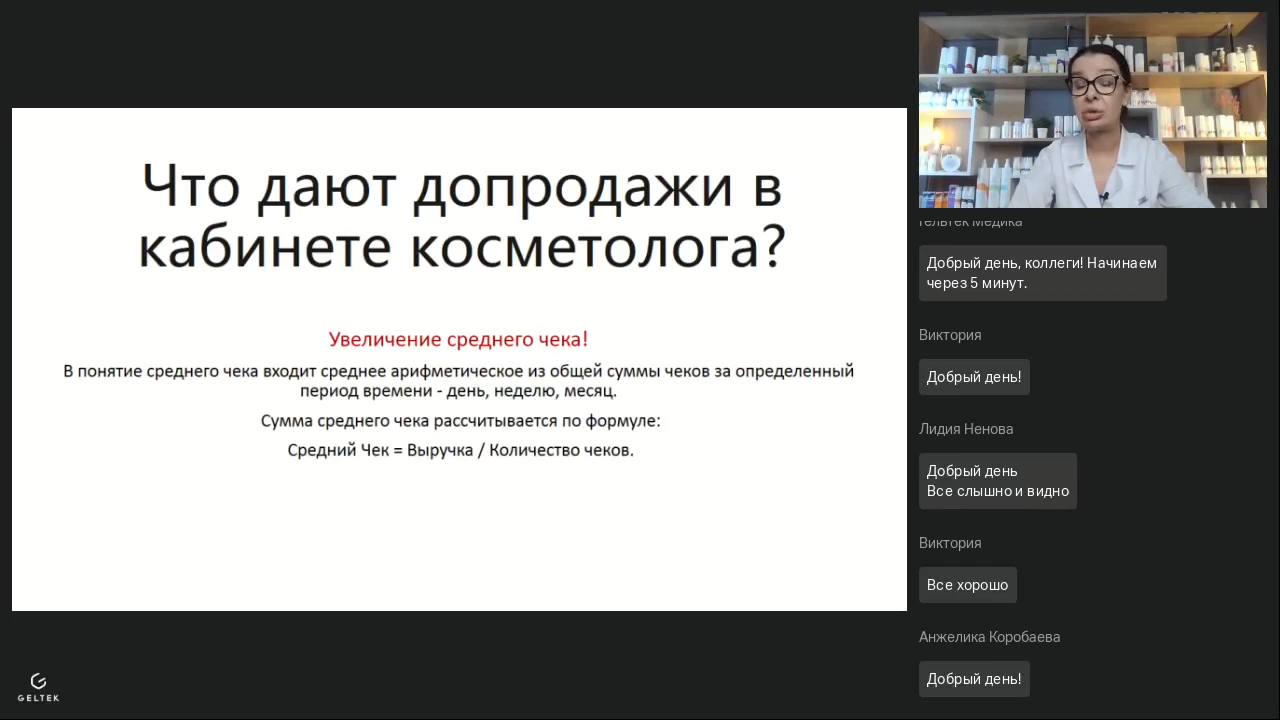 Что дают допродажи в
кабинете косметолога?
Увеличение среднего чека!
В понятие среднего чека входит среднее арифметическое из общей суммы чеков за определенный
период времени - день, неделю, месяц.
Сумма среднего чека рассчитывается по формуле:
Средний Чек = Выручка / Количество чеков.
GELTEK
Гельтек Медика
Добрый день, коллеги! Начинаем
через 5 минут.
Виктория
Добрый день!
Лидия Ненова
Добрый день
Все слышно и видно
Виктория
Все хорошо
Анжелика Коробаева
Добрый день!